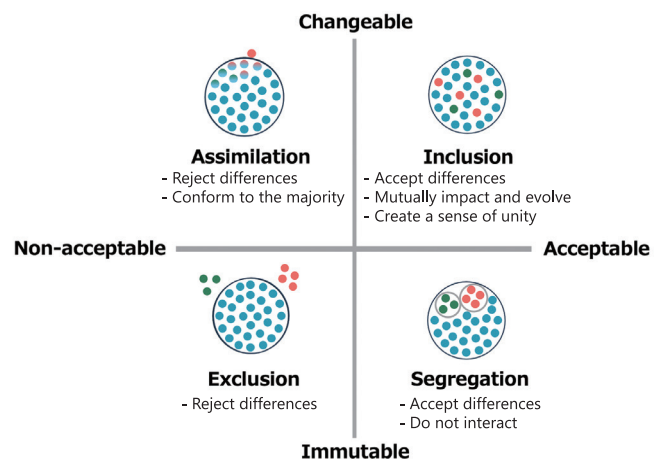 Changeable
Assimilation
- Reject differences
- Conform to the majority
Inclusion
- Accept differences
- Mutually impact and evolve
- Create a sense of unity
Non-acceptable
Acceptable
Exclusion
- Reject differences
Segregation
- Accept differences
- Do not interact
Immutable